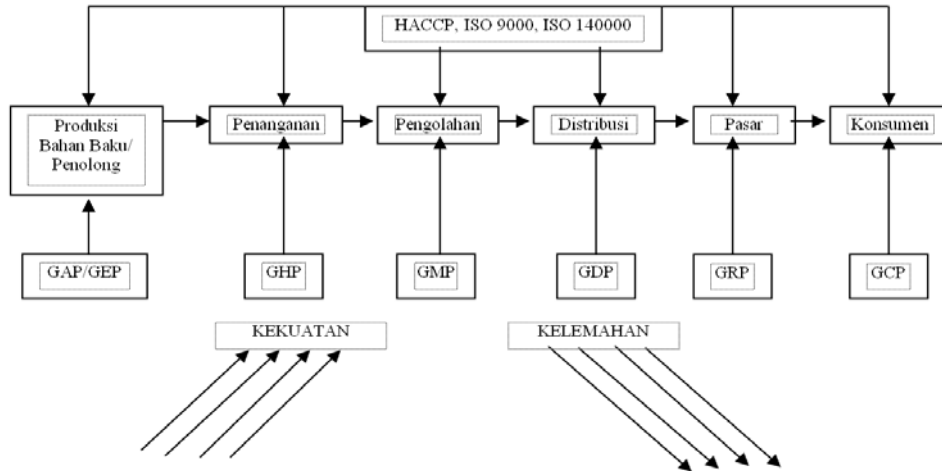 HACCP, ISO 9000, ISO 140000
Produksi
Bahan Baku/
Penolong
Penanganan
Pengolahan
Distribusi
Pasar
Konsumen
GAP/GEP
GHP
GMP
GDP
GRP
GCP
KEKUATAN
KELEMAHAN